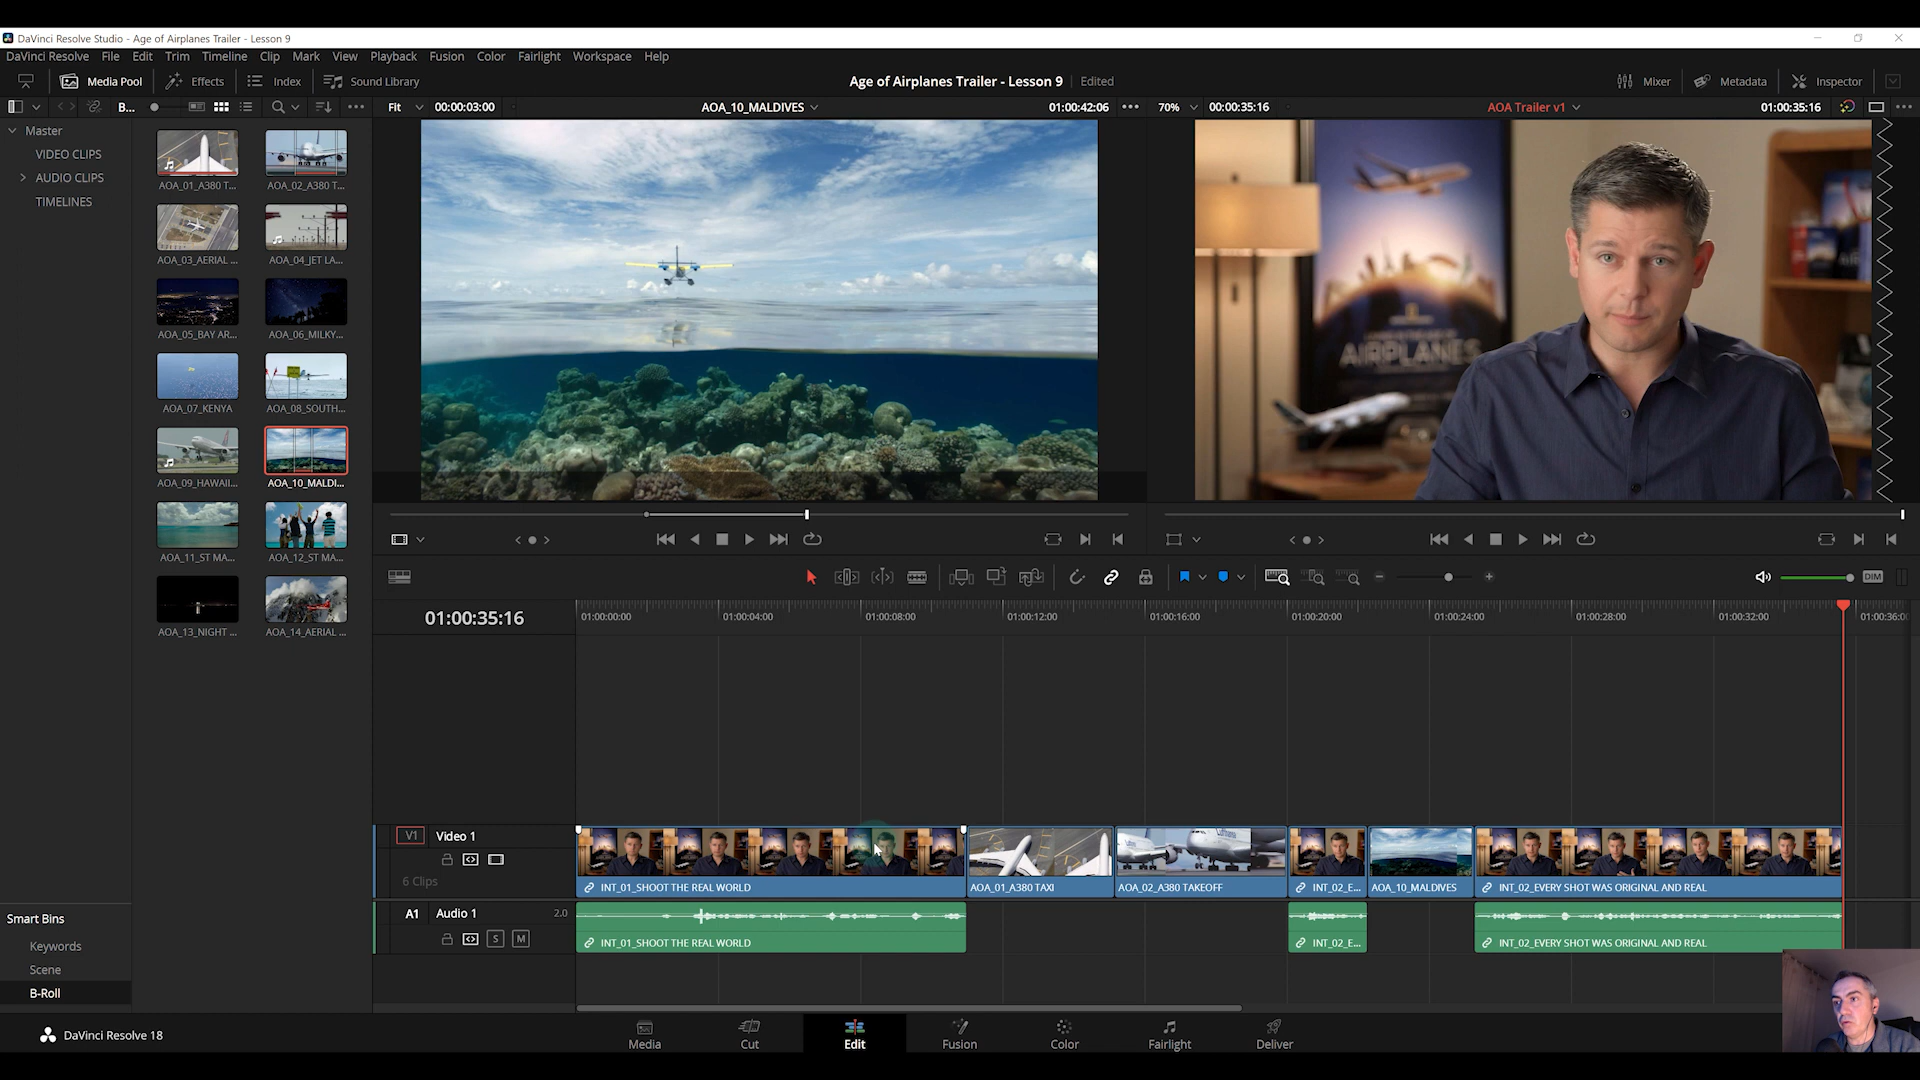 DaVinci Resolve Studio - Age of Airplanes Trailer - Lesson 9
DaVinci Resolve File Edit Trim Timeline Clip Mark View Playback Fusion Color Fairlight Workspace Help
Media Pool Effects Index Sound Library Age of Airplanes Trailer - Lesson 9 Edited Mixer Metadata Inspector
B... Fit 00:00:03:00 AOA_10_MALDIVES 01:00:42:06 70% 00:00:35:16 AOA Trailer v1 01:00:35:16
Master
VIDEO CLIPS
AUDIO CLIPS
TIMELINES
AOA_01_A380 T... AOA_02_A380 T...
AOA_03_AERIAL ... AOA_04_JET LA...
AOA_05_BAY AR... AOA_06_MILKY...
AOA_07_KENYA AOA_08_SOUTH...
AOA_09_HAWAII... AOA_10_MALDI...
AOA_11_ST MA... AOA_12_ST MA...
AOA_13_NIGHT ... AOA_14_AERIAL ...
AIRPLANES
DIM
01:00:35:16 01:00:00:00 01:00:04:00 01:00:08:00 01:00:12:00 01:00:16:00 01:00:20:00 01:00:24:00 01:00:28:00 01:00:32:00 01:00:36:00
V1 Video 1
6 Clips
INT_01_SHOOT THE REAL WORLD AOA_01_A380 TAXI AOA_02_A380 TAKEOFF INT_02_E... AOA_10_MALDIVES INT_02_EVERY SHOT WAS ORIGINAL AND REAL
A1 Audio 1 2.0
S M
INT_01_SHOOT THE REAL WORLD INT_02_E... INT_02_EVERY SHOT WAS ORIGINAL AND REAL
Smart Bins
Keywords
Scene
B-Roll
DaVinci Resolve 18
Media Cut Edit Fusion Color Fairlight Deliver